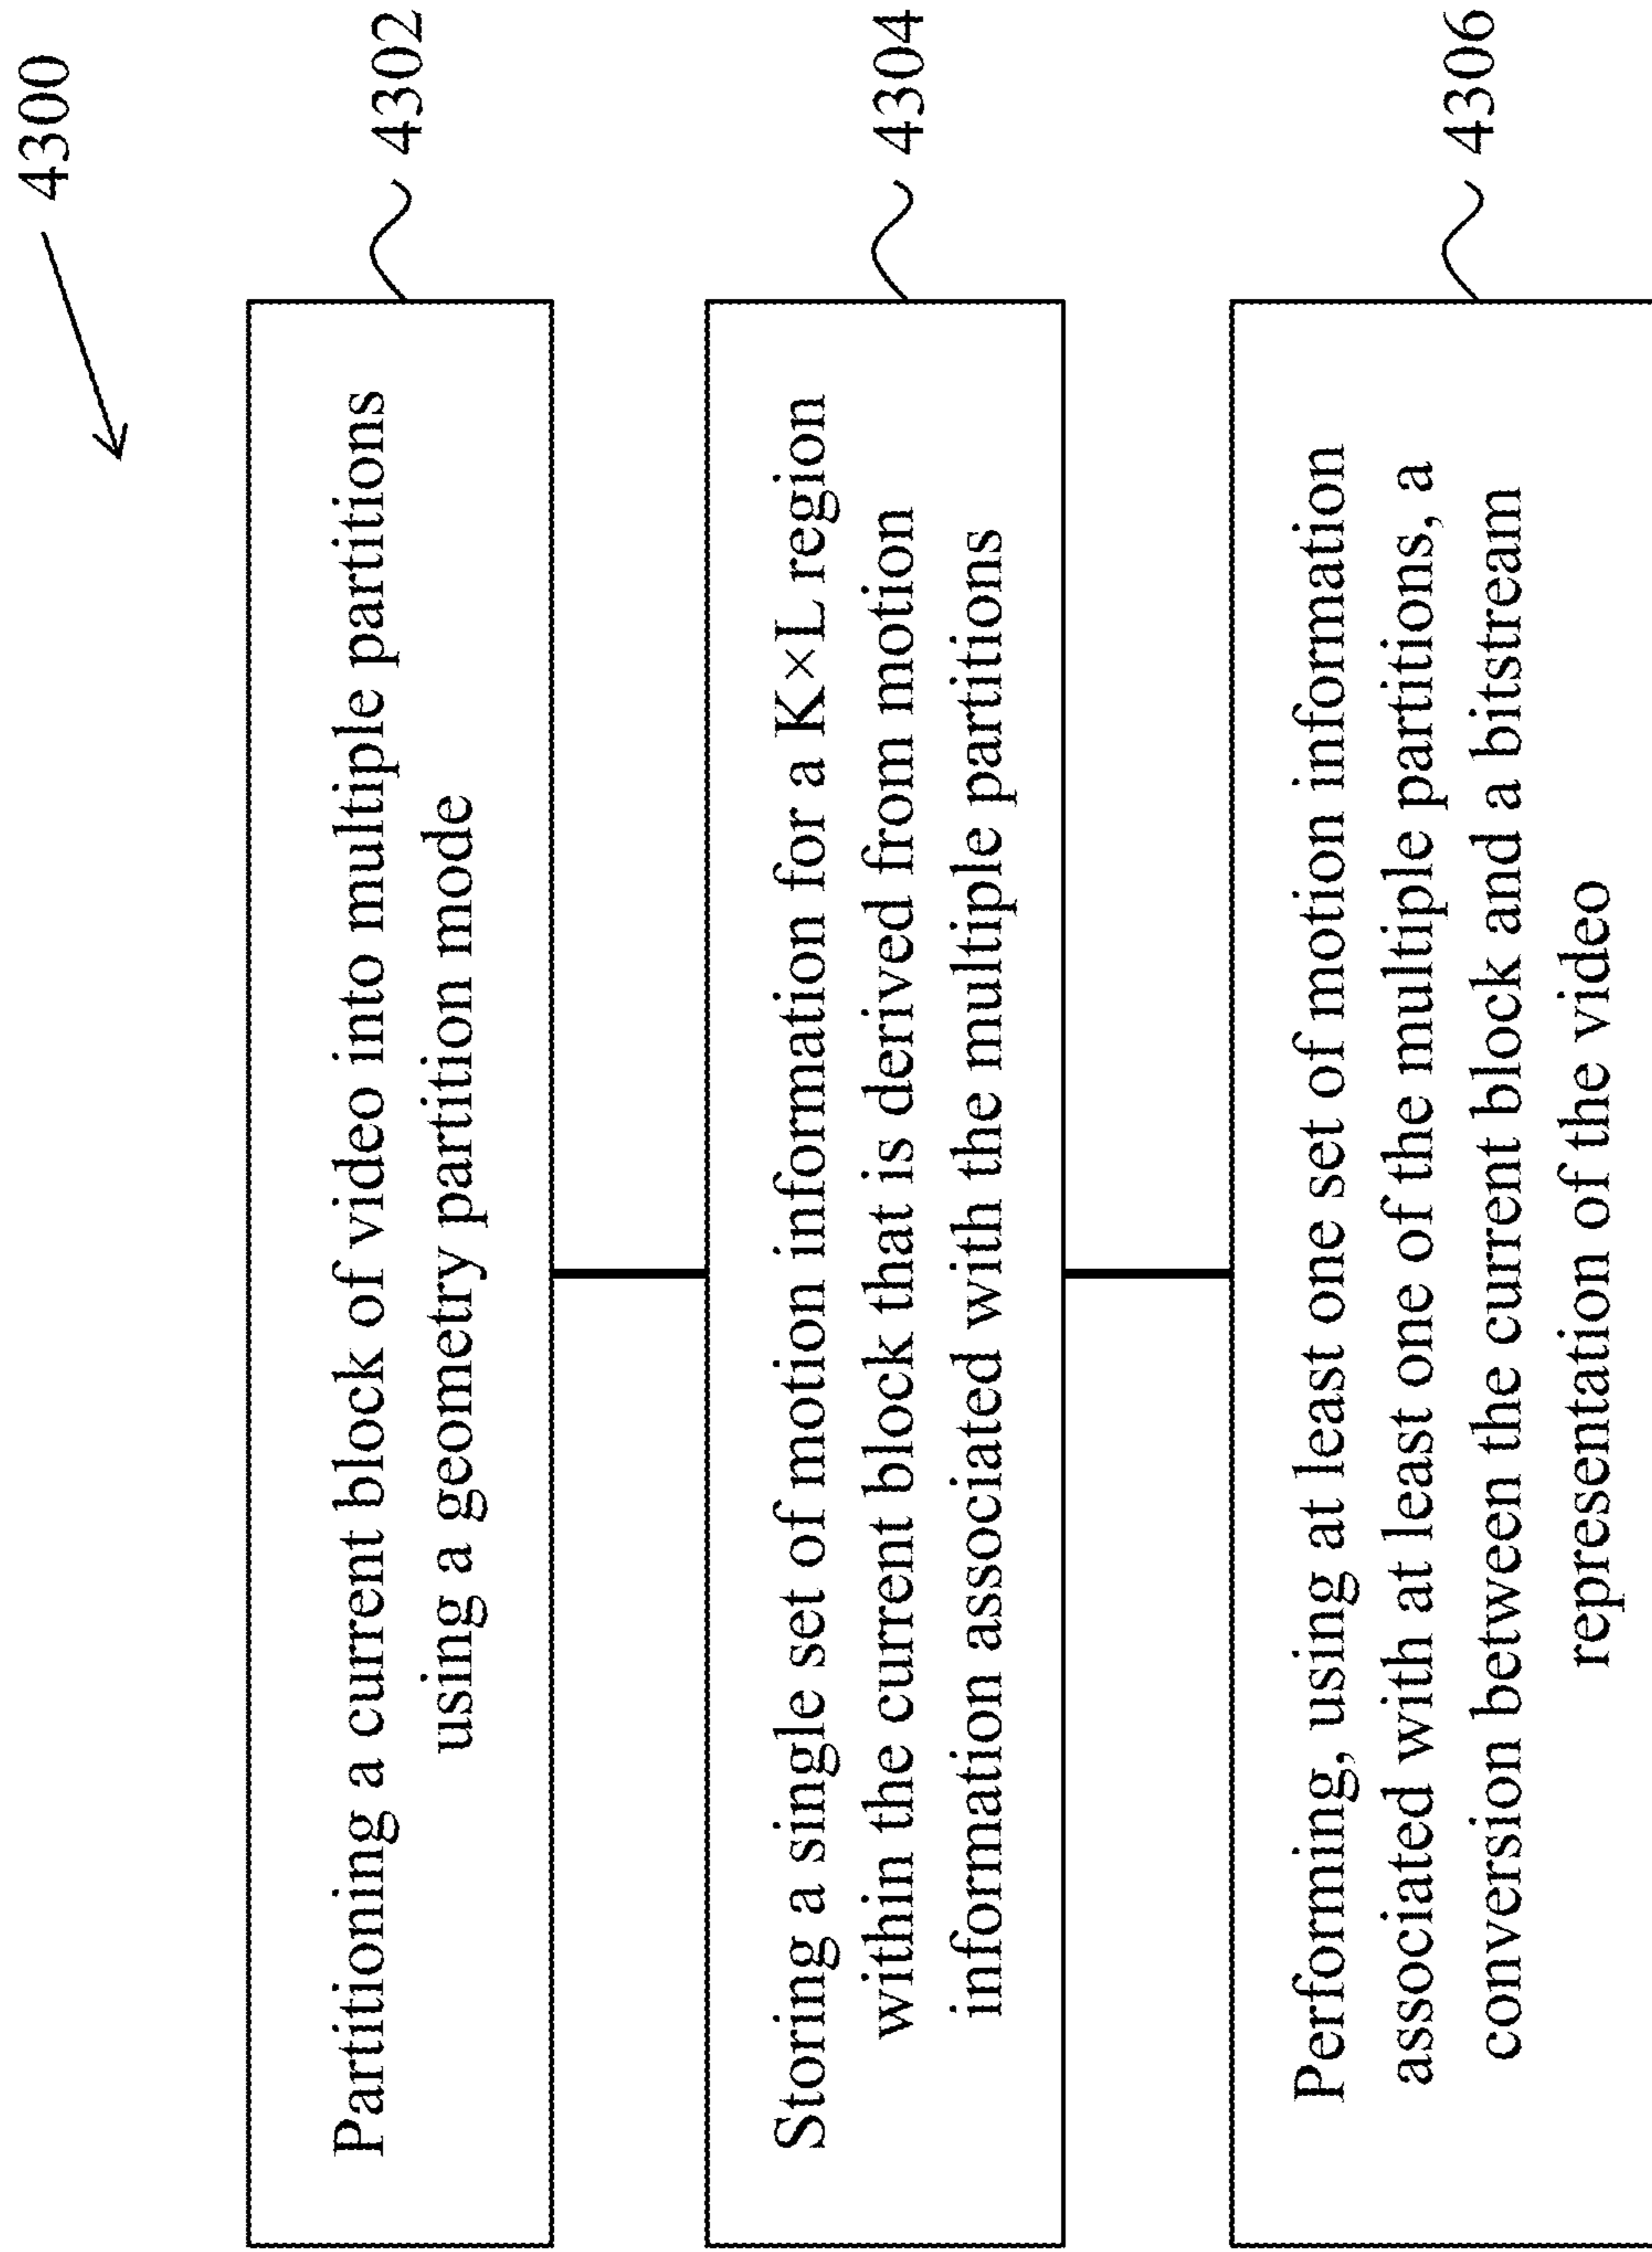 4300
Partitioning a current block of video into multiple partitions
using a geometry partition mode
4302
Storing a single set of motion information for a K×L region
within the current block that is derived from motion
information associated with the multiple partitions
4304
Performing, using at least one set of motion information
associated with at least one of the multiple partitions, a
conversion between the current block and a bitstream
representation of the video
4306